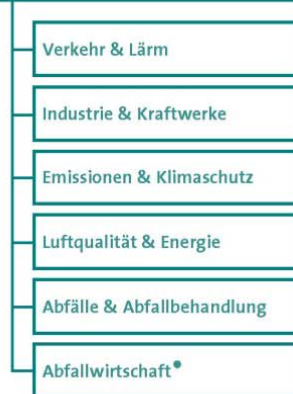 Verkehr & Lärm
Industrie & Kraftwerke
Emissionen & Klimaschutz
Luftqualität & Energie
Abfälle & Abfallbehandlung
Abfallwirtschaft•